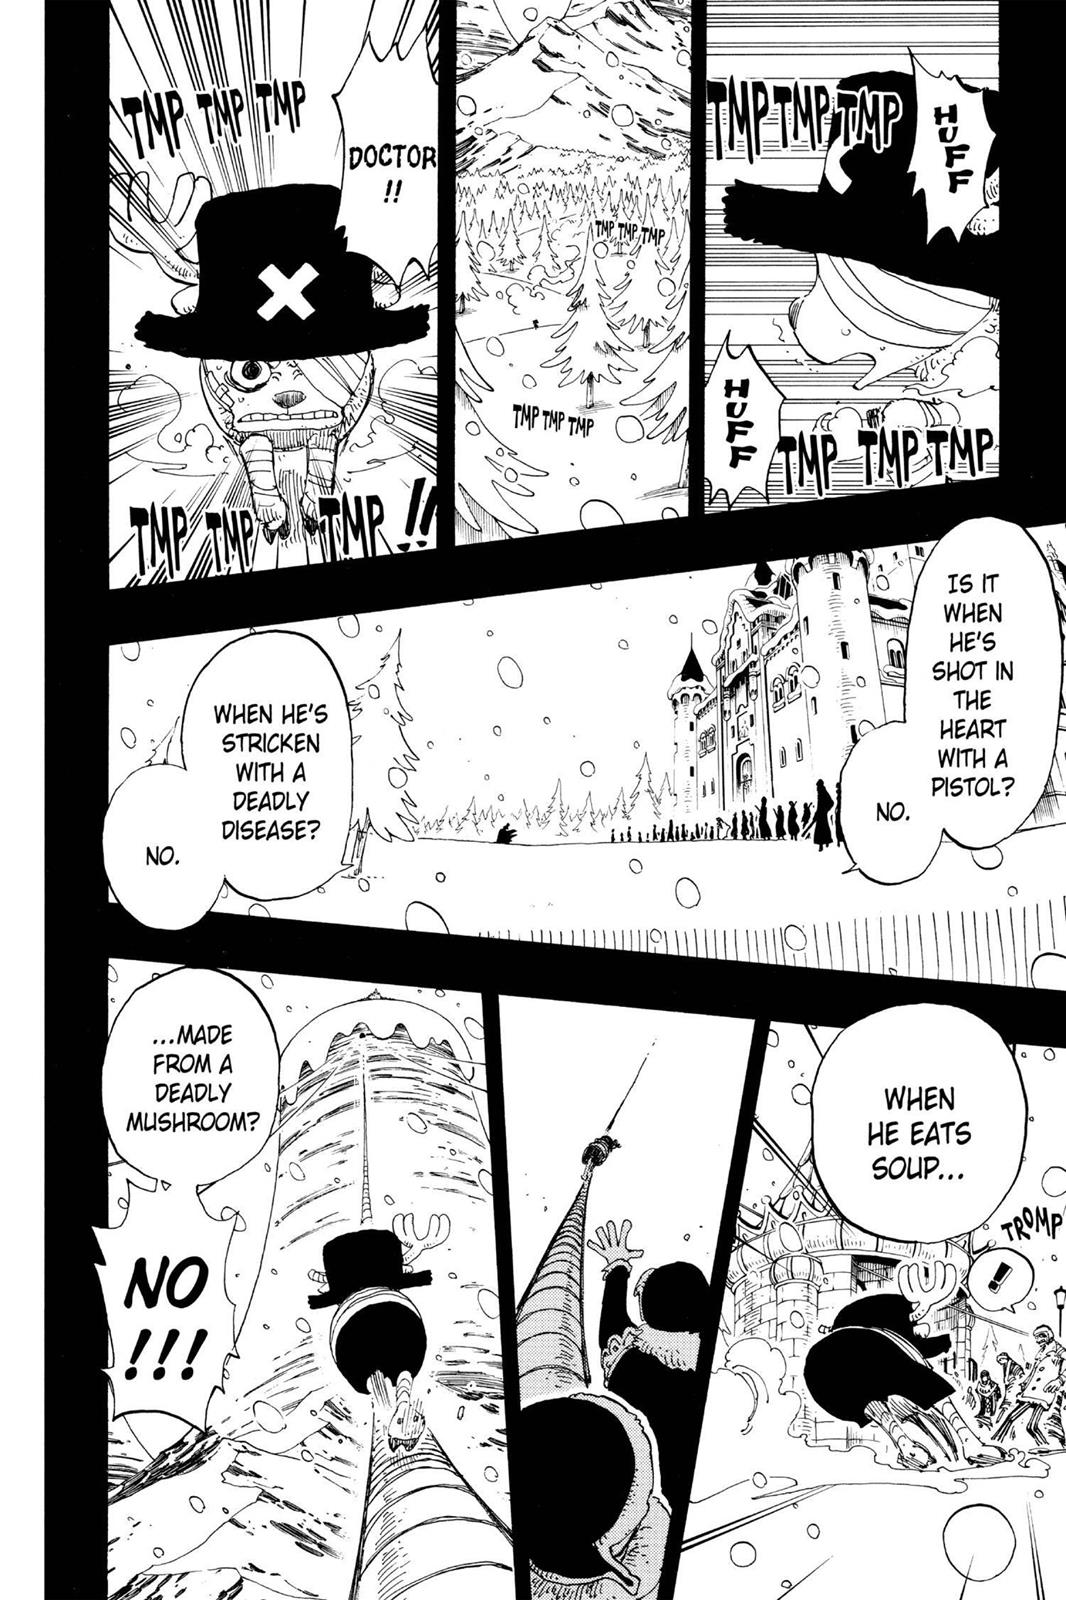 HUFF
TMP TMP TMP
HUFF
TMP TMP TMP
TMP TMP TMP
TMP TMP TMP
DOCTOR
!!
TMP TMP TMP
TMP TMP TMP !!
IS IT
WHEN
HE'S
SHOT IN
THE
HEART
WITH A
PISTOL?
NO.
WHEN HE'S
STRICKEN
WITH A
DEADLY
DISEASE?
NO.
WHEN
HE EATS
SOUP...
TROMP
!
...MADE
FROM A
DEADLY
MUSHROOM?
NO
!!!